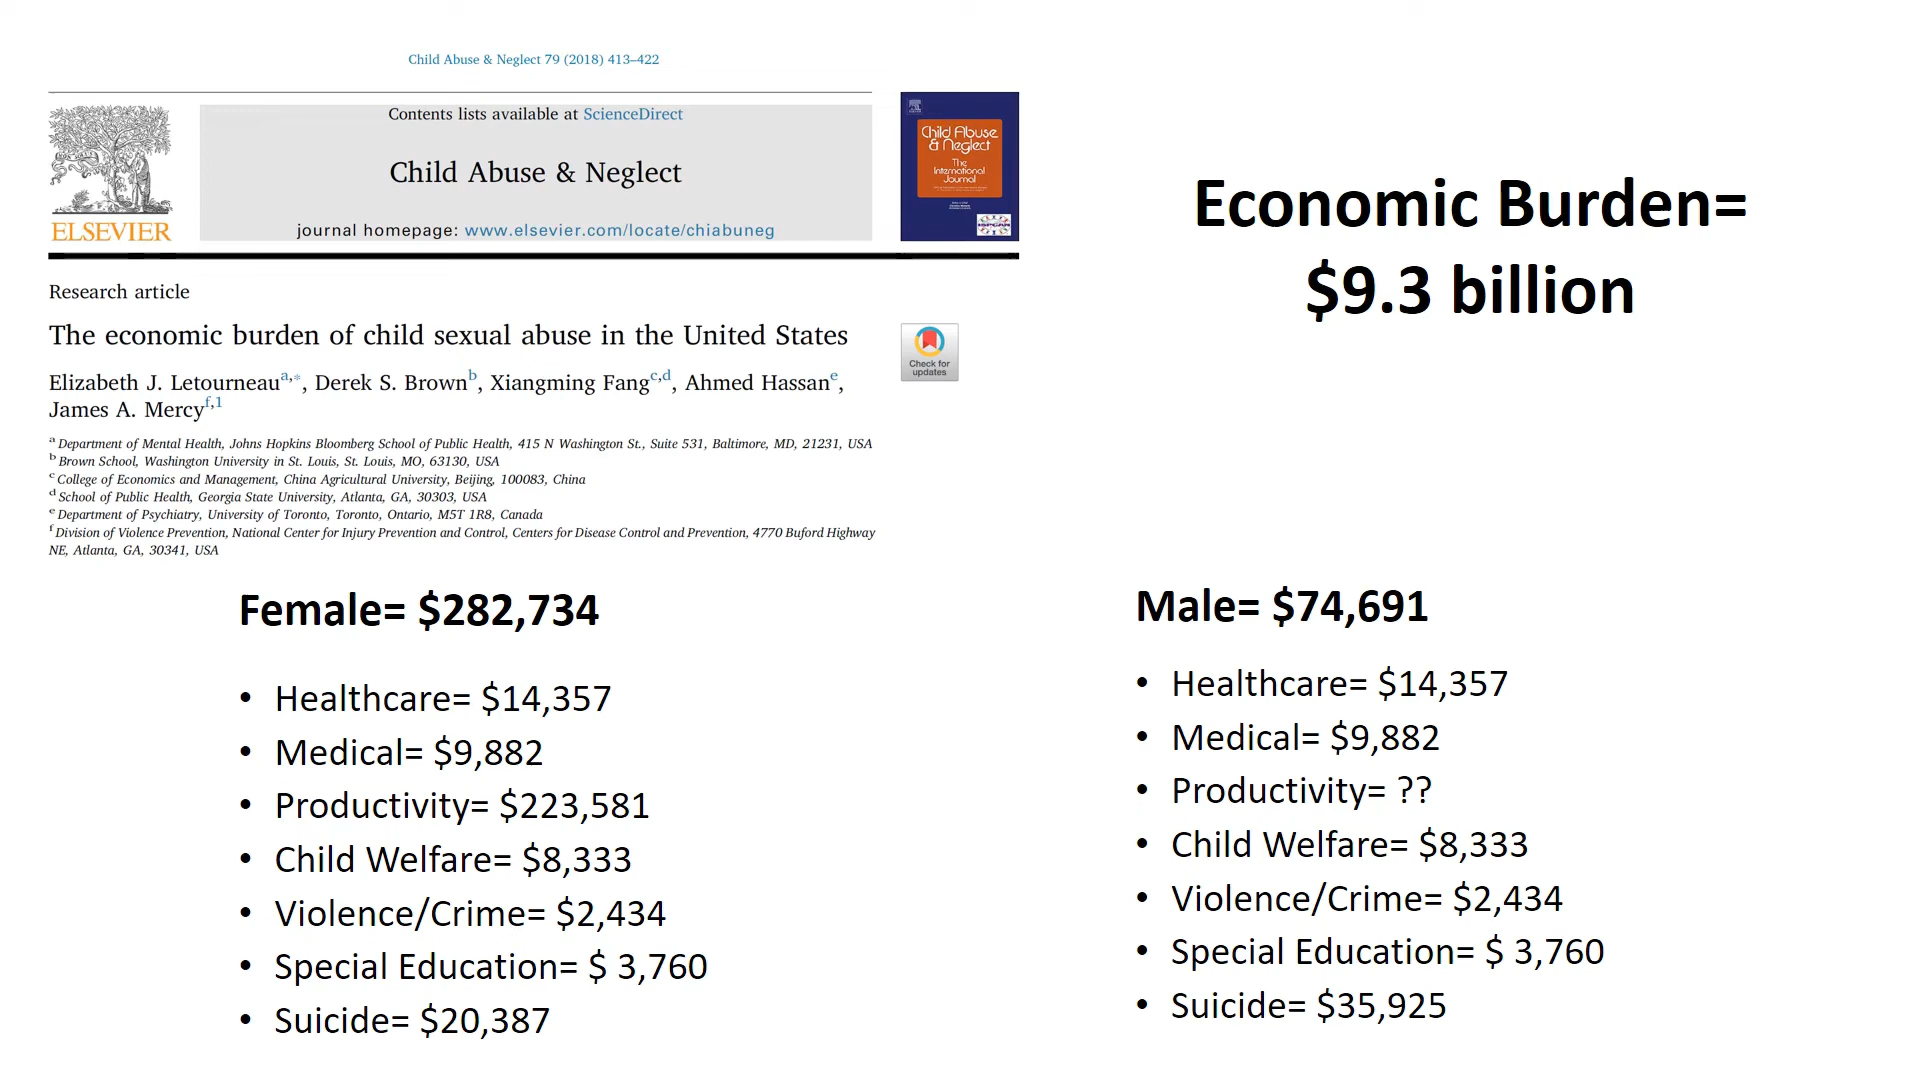 Child Abuse & Neglect 79 (2018) 413–422
Contents lists available at ScienceDirect
Child Abuse & Neglect
journal homepage: www.elsevier.com/locate/chiabuneg
ELSEVIER
Child Abuse
& Neglect
The
International
Journal
Research article
The economic burden of child sexual abuse in the United States
Check for
updates
Elizabeth J. Letourneau a,*, Derek S. Brown b, Xiangming Fang c,d, Ahmed Hassan e,
James A. Mercy f,1
a Department of Mental Health, Johns Hopkins Bloomberg School of Public Health, 415 N Washington St., Suite 531, Baltimore, MD, 21231, USA
b Brown School, Washington University in St. Louis, St. Louis, MO, 63130, USA
c College of Economics and Management, China Agricultural University, Beijing, 100083, China
d School of Public Health, Georgia State University, Atlanta, GA, 30303, USA
e Department of Psychiatry, University of Toronto, Toronto, Ontario, M5T 1R8, Canada
f Division of Violence Prevention, National Center for Injury Prevention and Control, Centers for Disease Control and Prevention, 4770 Buford Highway
NE, Atlanta, GA, 30341, USA
Economic Burden=
$9.3 billion
Female= $282,734
• Healthcare= $14,357
• Medical= $9,882
• Productivity= $223,581
• Child Welfare= $8,333
• Violence/Crime= $2,434
• Special Education= $ 3,760
• Suicide= $20,387
Male= $74,691
• Healthcare= $14,357
• Medical= $9,882
• Productivity= ??
• Child Welfare= $8,333
• Violence/Crime= $2,434
• Special Education= $ 3,760
• Suicide= $35,925